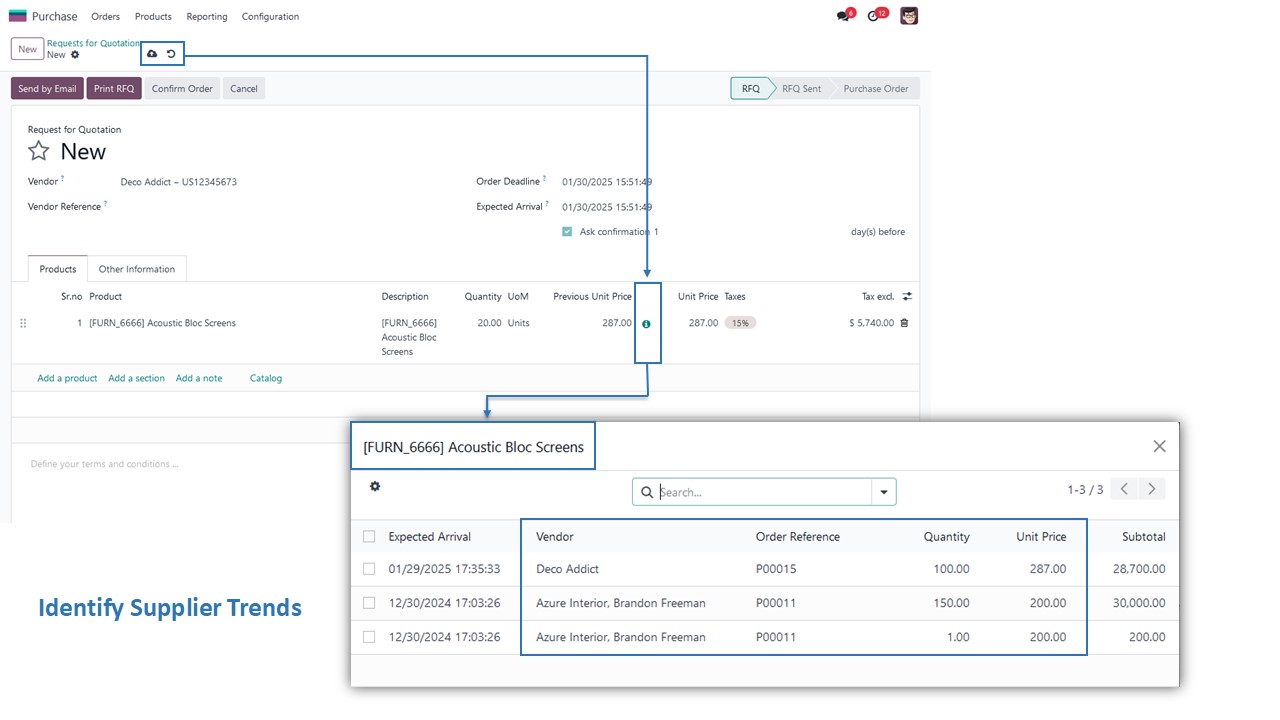 Purchase Orders Products Reporting Configuration 6 12
New Requests for Quotation
New
Send by Email Print RFQ Confirm Order Cancel RFQ RFQ Sent Purchase Order
Request for Quotation
New
Vendor ? Deco Addict – US12345673 Order Deadline ? 01/30/2025 15:51:49
Vendor Reference ? Expected Arrival ? 01/30/2025 15:51:49
Ask confirmation 1 day(s) before
Products Other Information
Sr.no Product Description Quantity UoM Previous Unit Price Unit Price Taxes Tax excl.
1 [FURN_6666] Acoustic Bloc Screens [FURN_6666] 20.00 Units 287.00 287.00 15% $ 5,740.00
Acoustic Bloc
Screens
Add a product Add a section Add a note Catalog
Define your terms and conditions ...
[FURN_6666] Acoustic Bloc Screens
Search... 1-3 / 3
Expected Arrival Vendor Order Reference Quantity Unit Price Subtotal
01/29/2025 17:35:33 Deco Addict P00015 100.00 287.00 28,700.00
12/30/2024 17:03:26 Azure Interior, Brandon Freeman P00011 150.00 200.00 30,000.00
12/30/2024 17:03:26 Azure Interior, Brandon Freeman P00011 1.00 200.00 200.00
Identify Supplier Trends